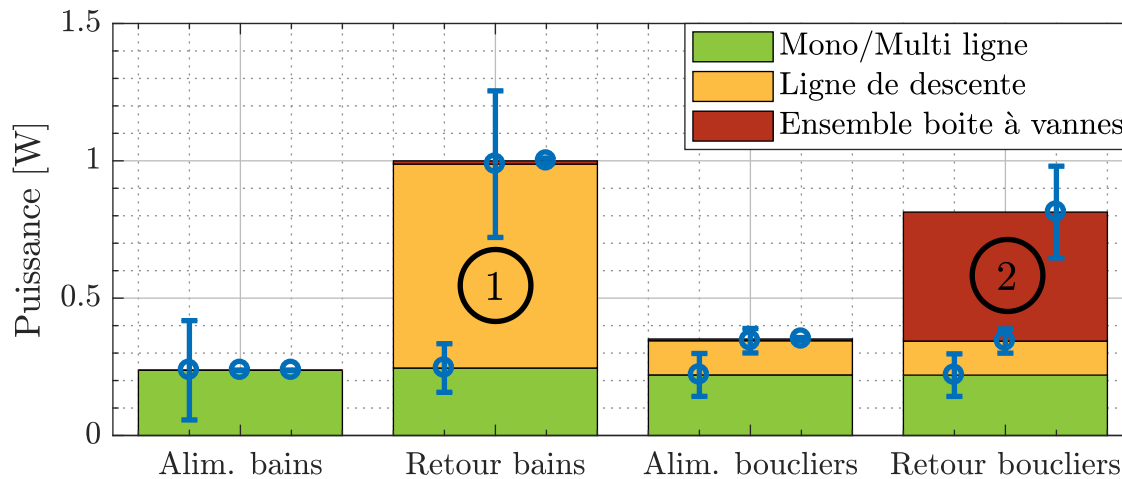 1.5
1
0.5
0
Puissance [W]
Mono/Multi ligne
Ligne de descente
Ensemble boite à vannes
1
2
Alim. bains
Retour bains
Alim. boucliers
Retour boucliers